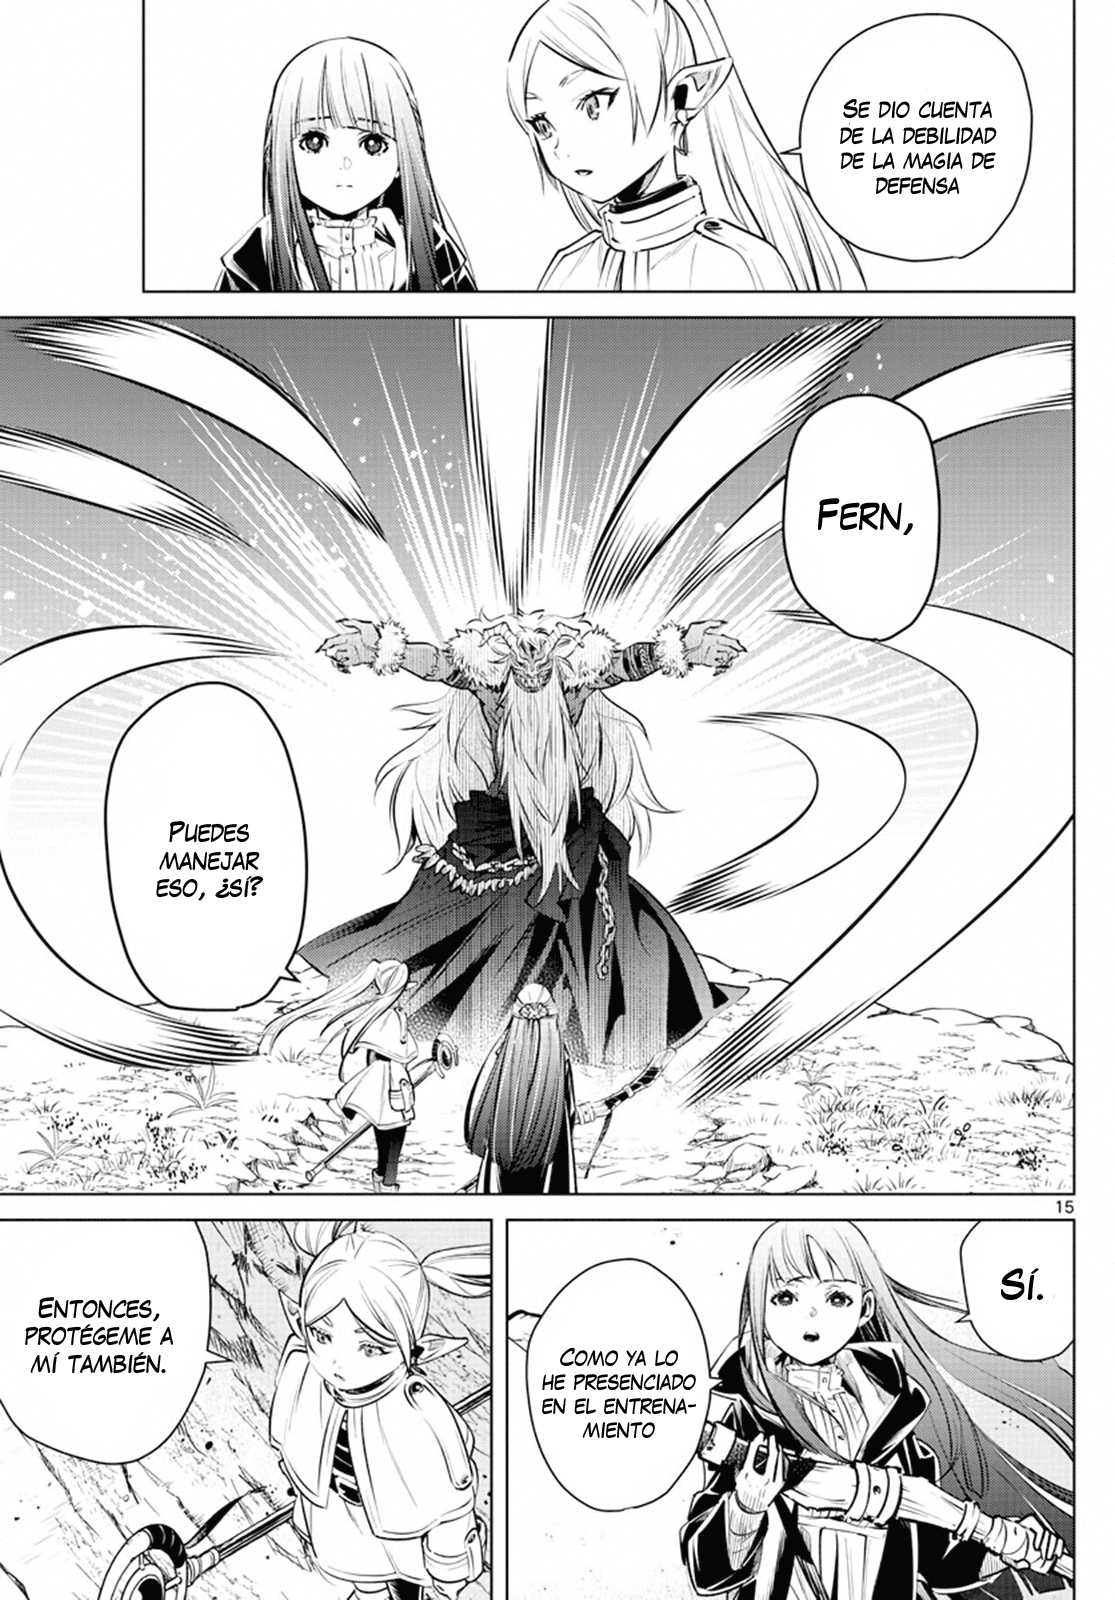 Se dio cuenta
de la debilidad
de la magia de
defensa
Fern,
Puedes
manejar
eso, ¿sí?
15
Sí.
Como ya lo
he presenciado
en el entrena-
miento
Entonces,
protégeme a
mí también.